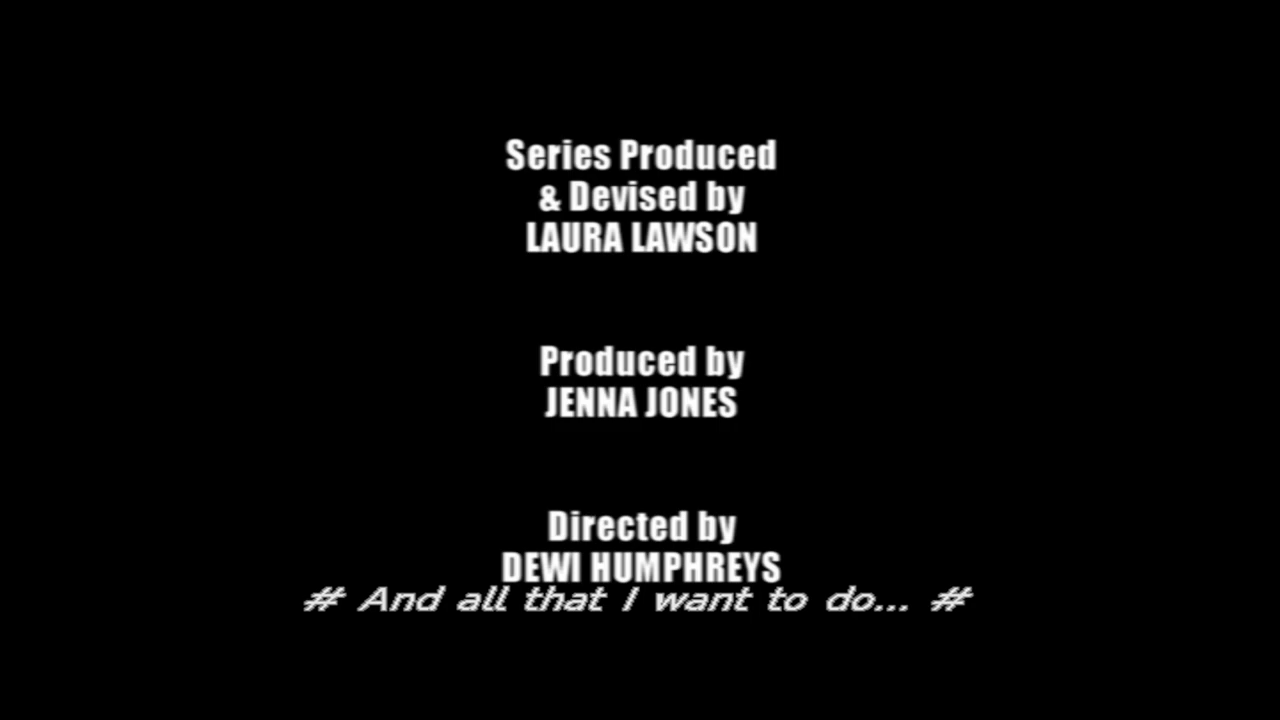 Series Produced
& Devised by
LAURA LAWSON
Produced by
JENNA JONES
Directed by
DEWI HUMPHREYS
# And all that I want to do... #